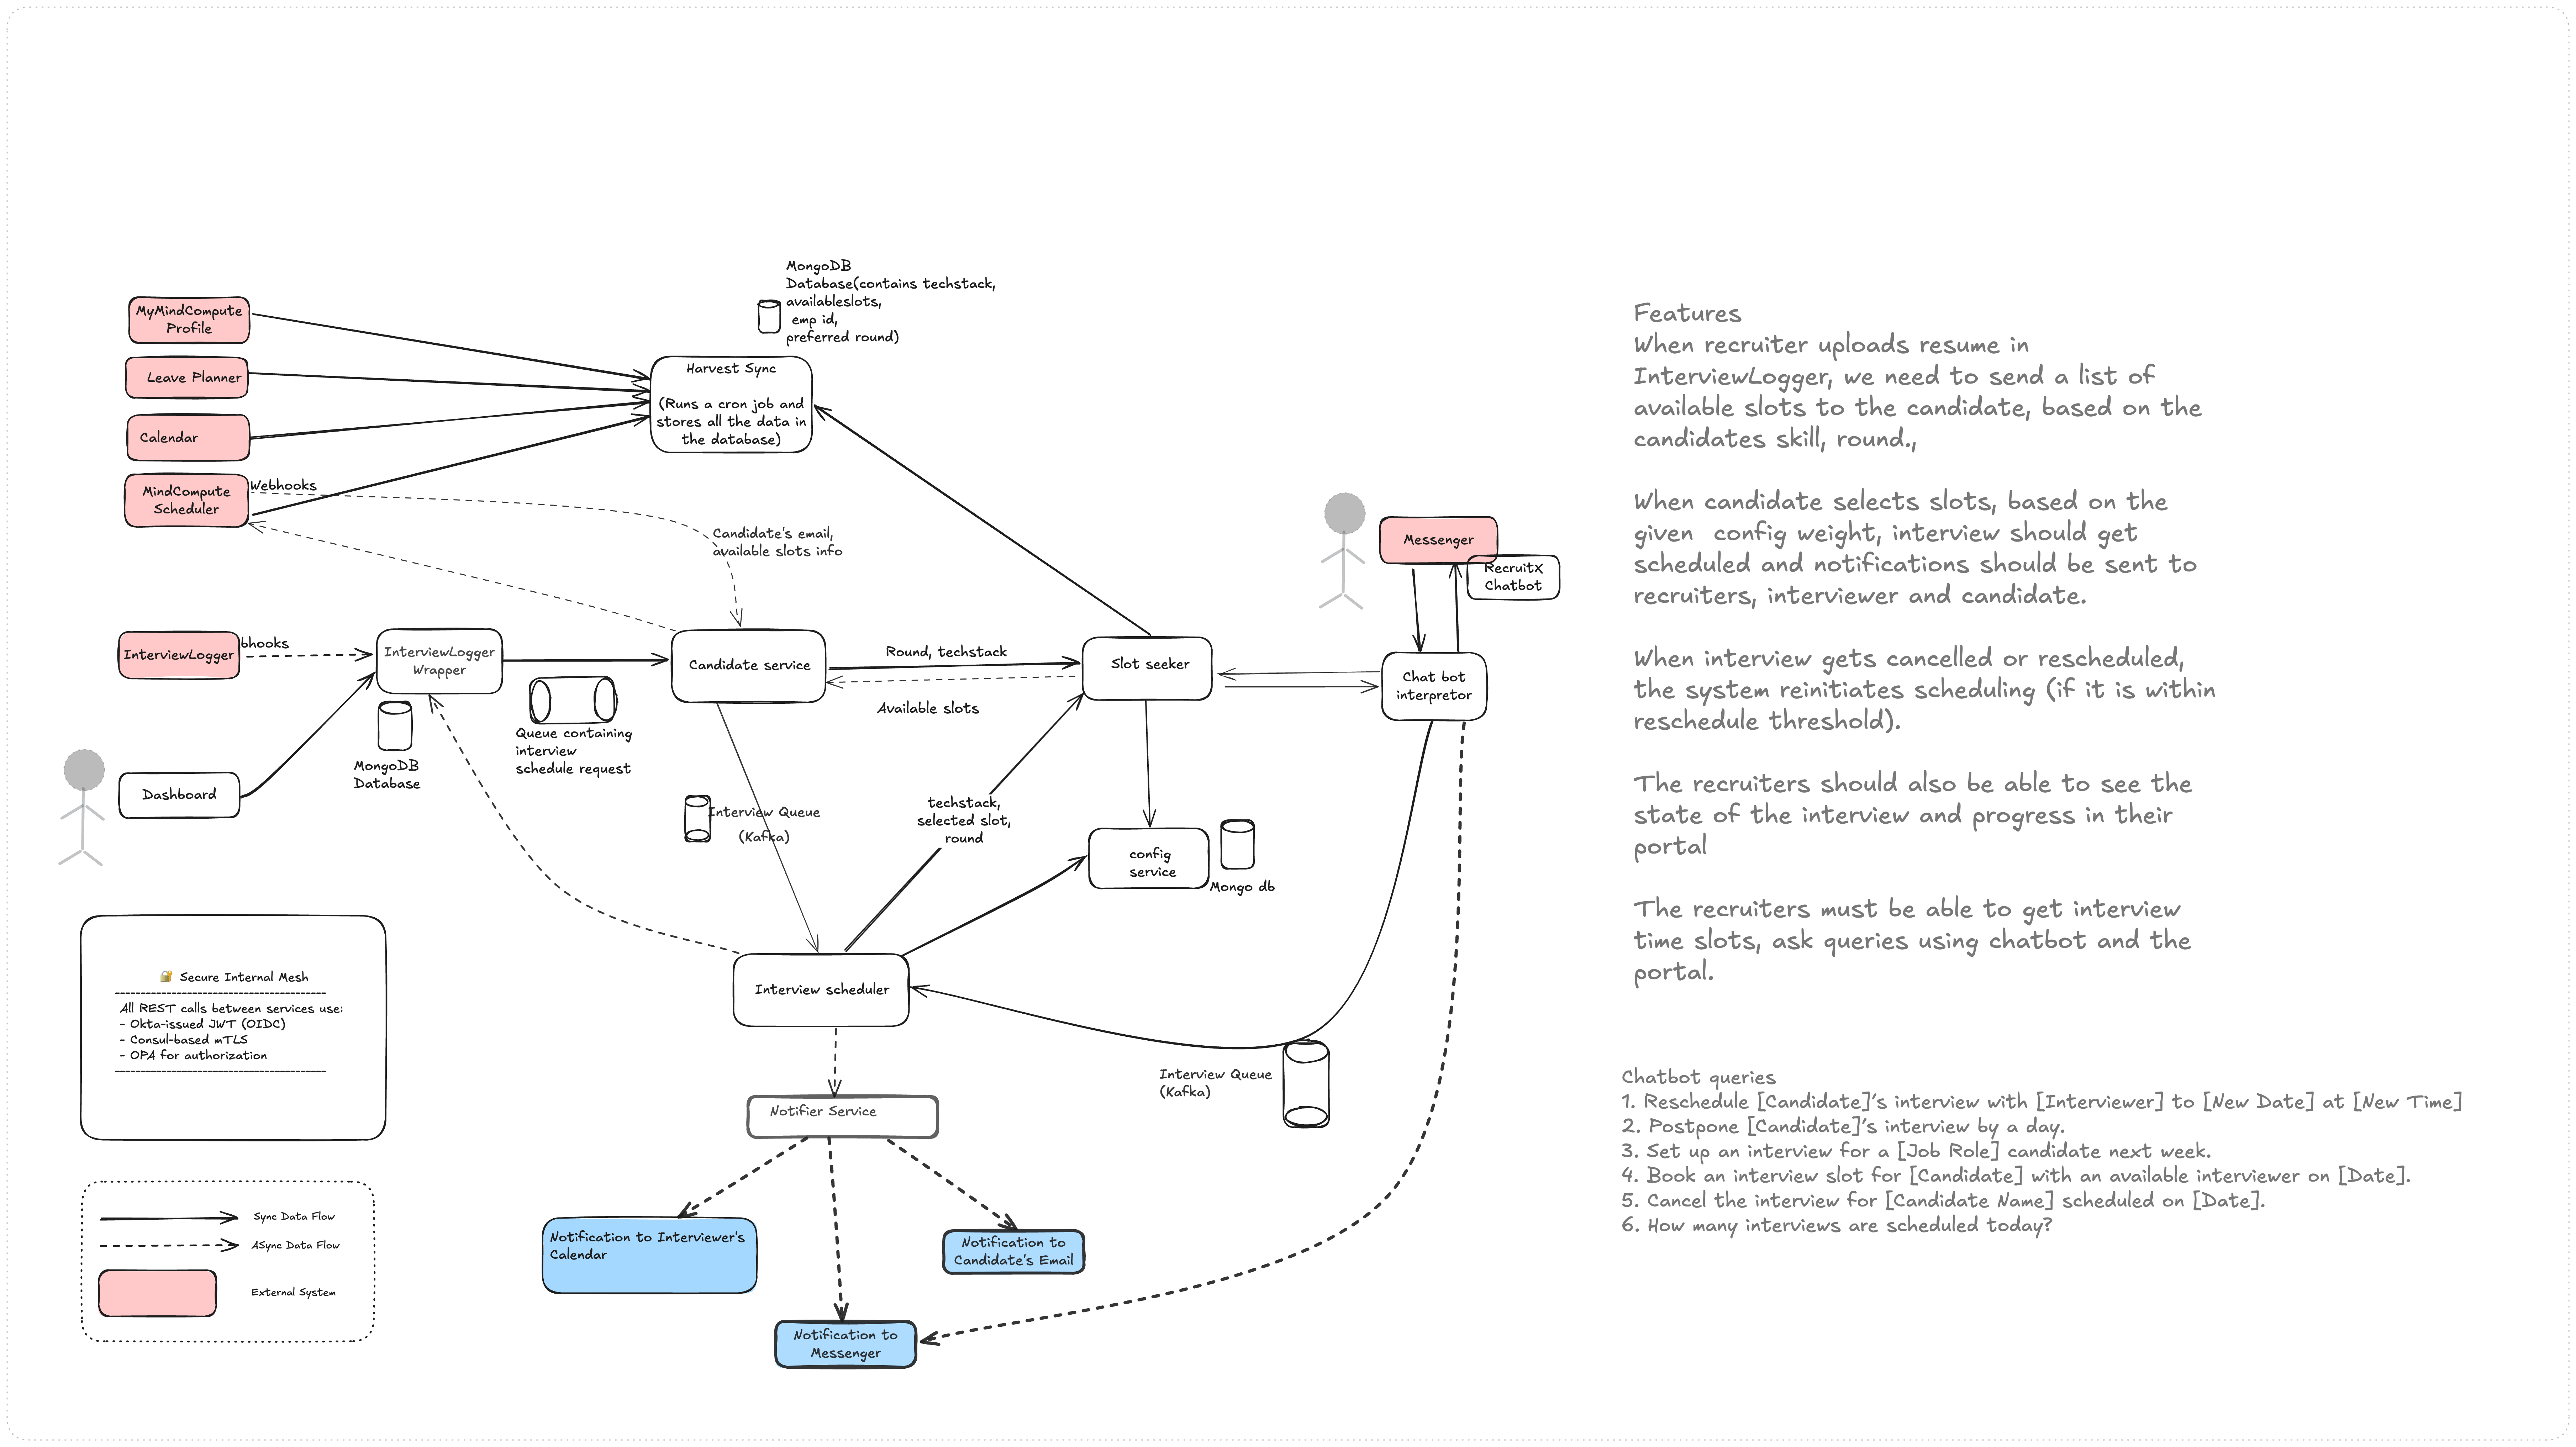 MongoDB
Database(contains techstack,
availableslots,
emp id,
preferred round)
MyMindCompute
Profile
Leave Planner
Calendar
MindCompute
Scheduler
Webhooks
Harvest Sync
(Runs a cron job and
stores all the data in
the database)
Candidate's email,
available slots info
InterviewLogger
bhooks
InterviewLogger
Wrapper
MongoDB
Database
Dashboard
Queue containing
interview
schedule request
Candidate service
Round, techstack
Available slots
Slot seeker
Messenger
RecruitX
Chatbot
Chat bot
interpretor
Interview Queue
(Kafka)
techstack,
selected slot,
round
config
service
Mongo db
Interview scheduler
Interview Queue
(Kafka)
Notifier Service
Notification to Interviewer's
Calendar
Notification to
Candidate's Email
Notification to
Messenger
🔐 Secure Internal Mesh
------------------------------------------
All REST calls between services use:
- Okta-issued JWT (OIDC)
- Consul-based mTLS
- OPA for authorization
------------------------------------------
Sync Data Flow
ASync Data Flow
External System
Features
When recruiter uploads resume in
InterviewLogger, we need to send a list of
available slots to the candidate, based on the
candidates skill, round.,
When candidate selects slots, based on the
given config weight, interview should get
scheduled and notifications should be sent to
recruiters, interviewer and candidate.
When interview gets cancelled or rescheduled,
the system reinitiates scheduling (if it is within
reschedule threshold).
The recruiters should also be able to see the
state of the interview and progress in their
portal
The recruiters must be able to get interview
time slots, ask queries using chatbot and the
portal.
Chatbot queries
1. Reschedule [Candidate]'s interview with [Interviewer] to [New Date] at [New Time]
2. Postpone [Candidate]'s interview by a day.
3. Set up an interview for a [Job Role] candidate next week.
4. Book an interview slot for [Candidate] with an available interviewer on [Date].
5. Cancel the interview for [Candidate Name] scheduled on [Date].
6. How many interviews are scheduled today?